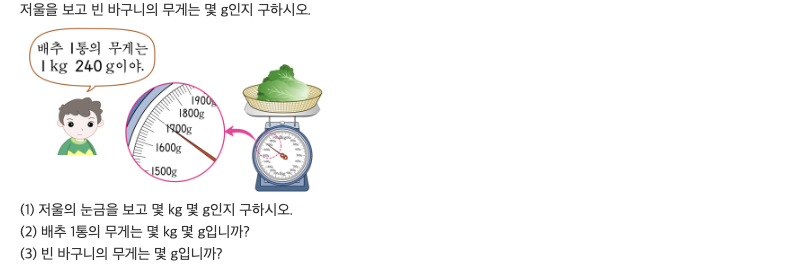 저울을 보고 빈 바구니의 무게는 몇 g인지 구하시오.
배추 1통의 무게는
1 kg 240 g이야.
1900g
1800g
1700g
1600g
1500g
(1) 저울의 눈금을 보고 몇 kg 몇 g인지 구하시오.
(2) 배추 1통의 무게는 몇 kg 몇 g입니까?
(3) 빈 바구니의 무게는 몇 g입니까?